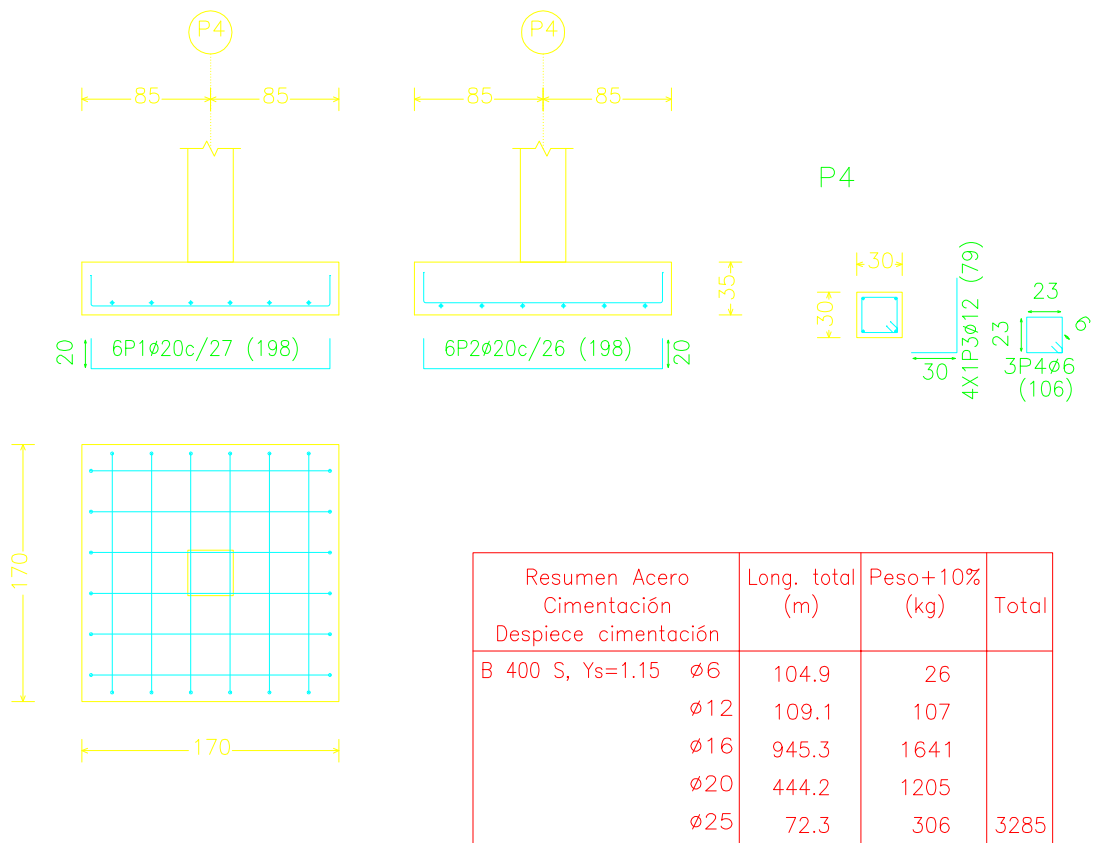 P4
P4
85
85
85
85
P4
30
30
35
4X1P3ø12 (79)
30
23
23
6
3P4ø6
(106)
20
6P1ø20c/27 (198)
6P2ø20c/26 (198)
20
170
170
Resumen Acero
Cimentación
Despiece cimentación
Long. total
(m)
Peso+10%
(kg)
Total
B 400 S, Ys=1.15 ø6 104.9 26
ø12 109.1 107
ø16 945.3 1641
ø20 444.2 1205
ø25 72.3 306 3285